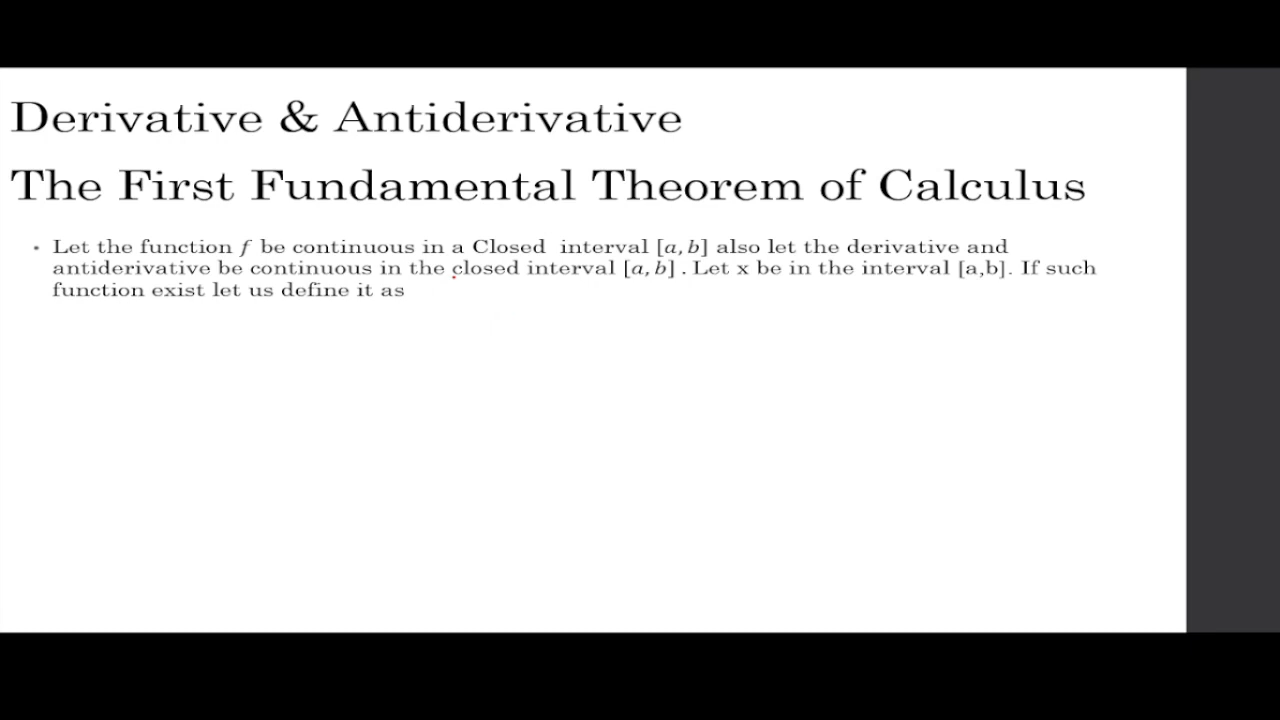 Derivative & Antiderivative
The First Fundamental Theorem of Calculus
• Let the function f be continuous in a Closed interval [a, b] also let the derivative and
antiderivative be continuous in the closed interval [a, b] . Let x be in the interval [a,b]. If such
function exist let us define it as